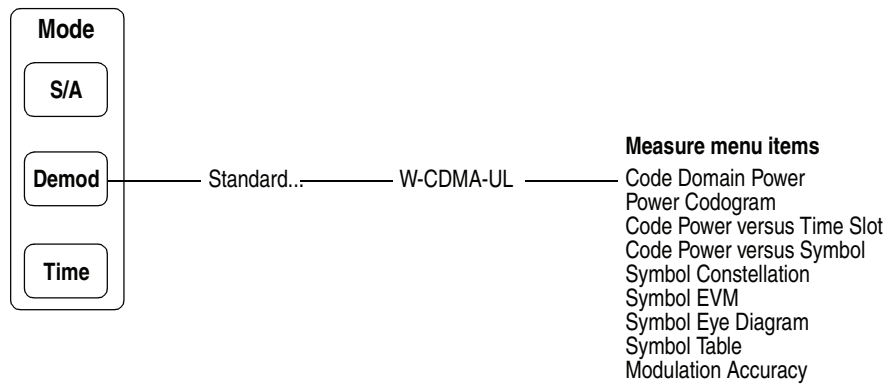 Mode
S/A
Demod
Standard...
W-CDMA-UL
Time
Measure menu items
Code Domain Power
Power Codogram
Code Power versus Time Slot
Code Power versus Symbol
Symbol Constellation
Symbol EVM
Symbol Eye Diagram
Symbol Table
Modulation Accuracy